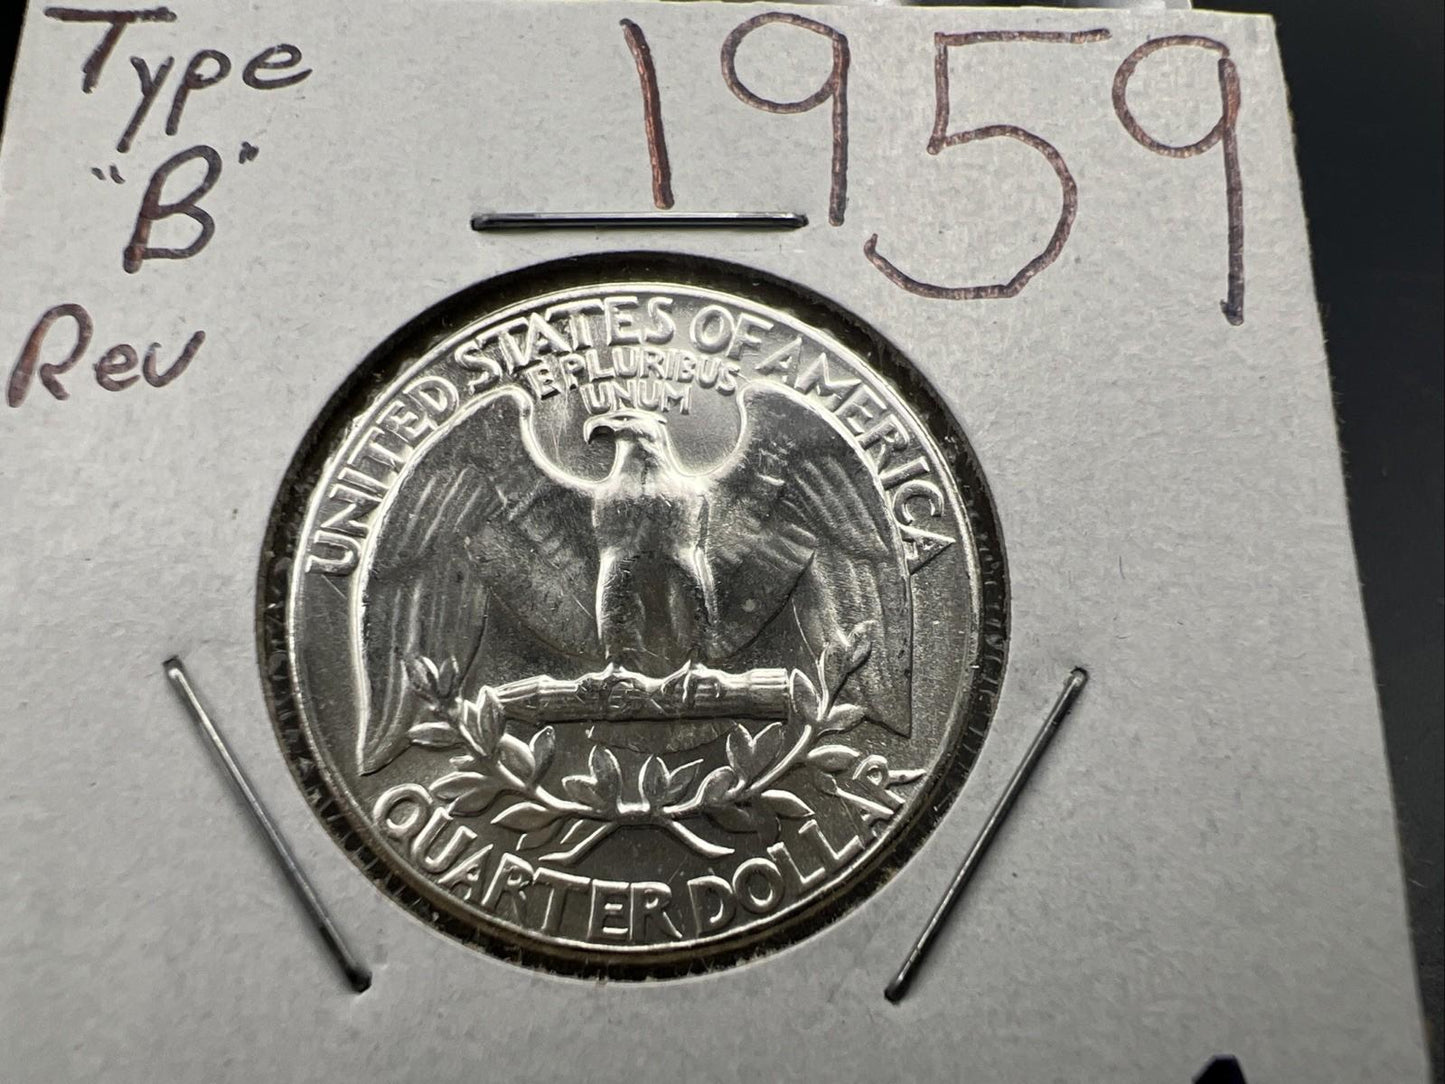 Type
"B"
Rev
1959
UNITED STATES OF AMERICA
E PLURIBUS
UNUM
QUARTER DOLLAR